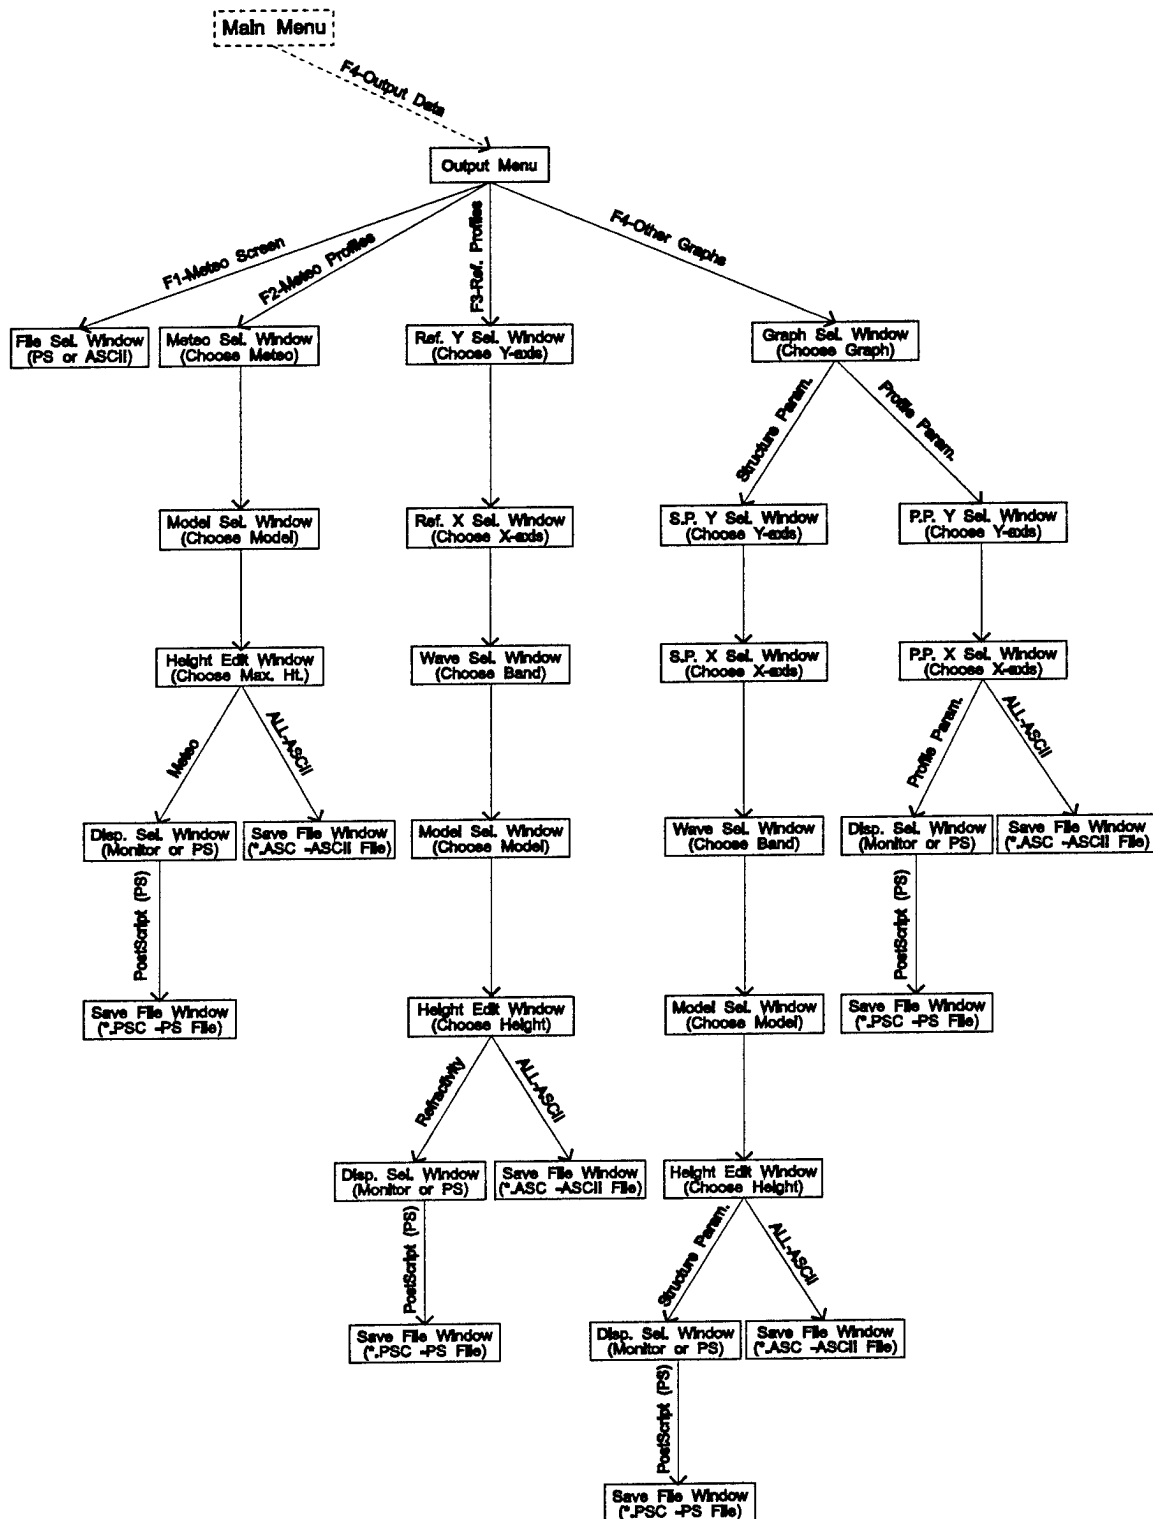 Main Menu
F4-Output Data
Output Menu
F1-Meteo Screen
F2-Meteo Profiles
F3-Ref. Profiles
F4-Other Graphs
File Sel. Window
(PS or ASCII)
Meteo Sel. Window
(Choose Meteo)
Ref. Y Sel. Window
(Choose Y-axis)
Graph Sel. Window
(Choose Graph)
Structure Param.
Profile Param.
Model Sel. Window
(Choose Model)
Ref. X Sel. Window
(Choose X-axis)
S.P. Y Sel. Window
(Choose Y-axis)
P.P. Y Sel. Window
(Choose Y-axis)
Height Edit Window
(Choose Max. Ht.)
Wave Sel. Window
(Choose Band)
S.P. X Sel. Window
(Choose X-axis)
P.P. X Sel. Window
(Choose X-axis)
Meteo
ALL-ASCII
Profile Param.
ALL-ASCII
Disp. Sel. Window
(Monitor or PS)
Save File Window
(*.ASC -ASCII File)
Model Sel. Window
(Choose Model)
Wave Sel. Window
(Choose Band)
Disp. Sel. Window
(Monitor or PS)
Save File Window
(*.ASC -ASCII File)
PostScript (PS)
PostScript (PS)
Save File Window
(*.PSC -PS File)
Height Edit Window
(Choose Height)
Model Sel. Window
(Choose Model)
Save File Window
(*.PSC -PS File)
Refractivity
ALL-ASCII
Disp. Sel. Window
(Monitor or PS)
Save File Window
(*.ASC -ASCII File)
Height Edit Window
(Choose Height)
PostScript (PS)
Structure Param.
ALL-ASCII
Save File Window
(*.PSC -PS File)
Disp. Sel. Window
(Monitor or PS)
Save File Window
(*.ASC -ASCII File)
PostScript (PS)
Save File Window
(*.PSC -PS File)